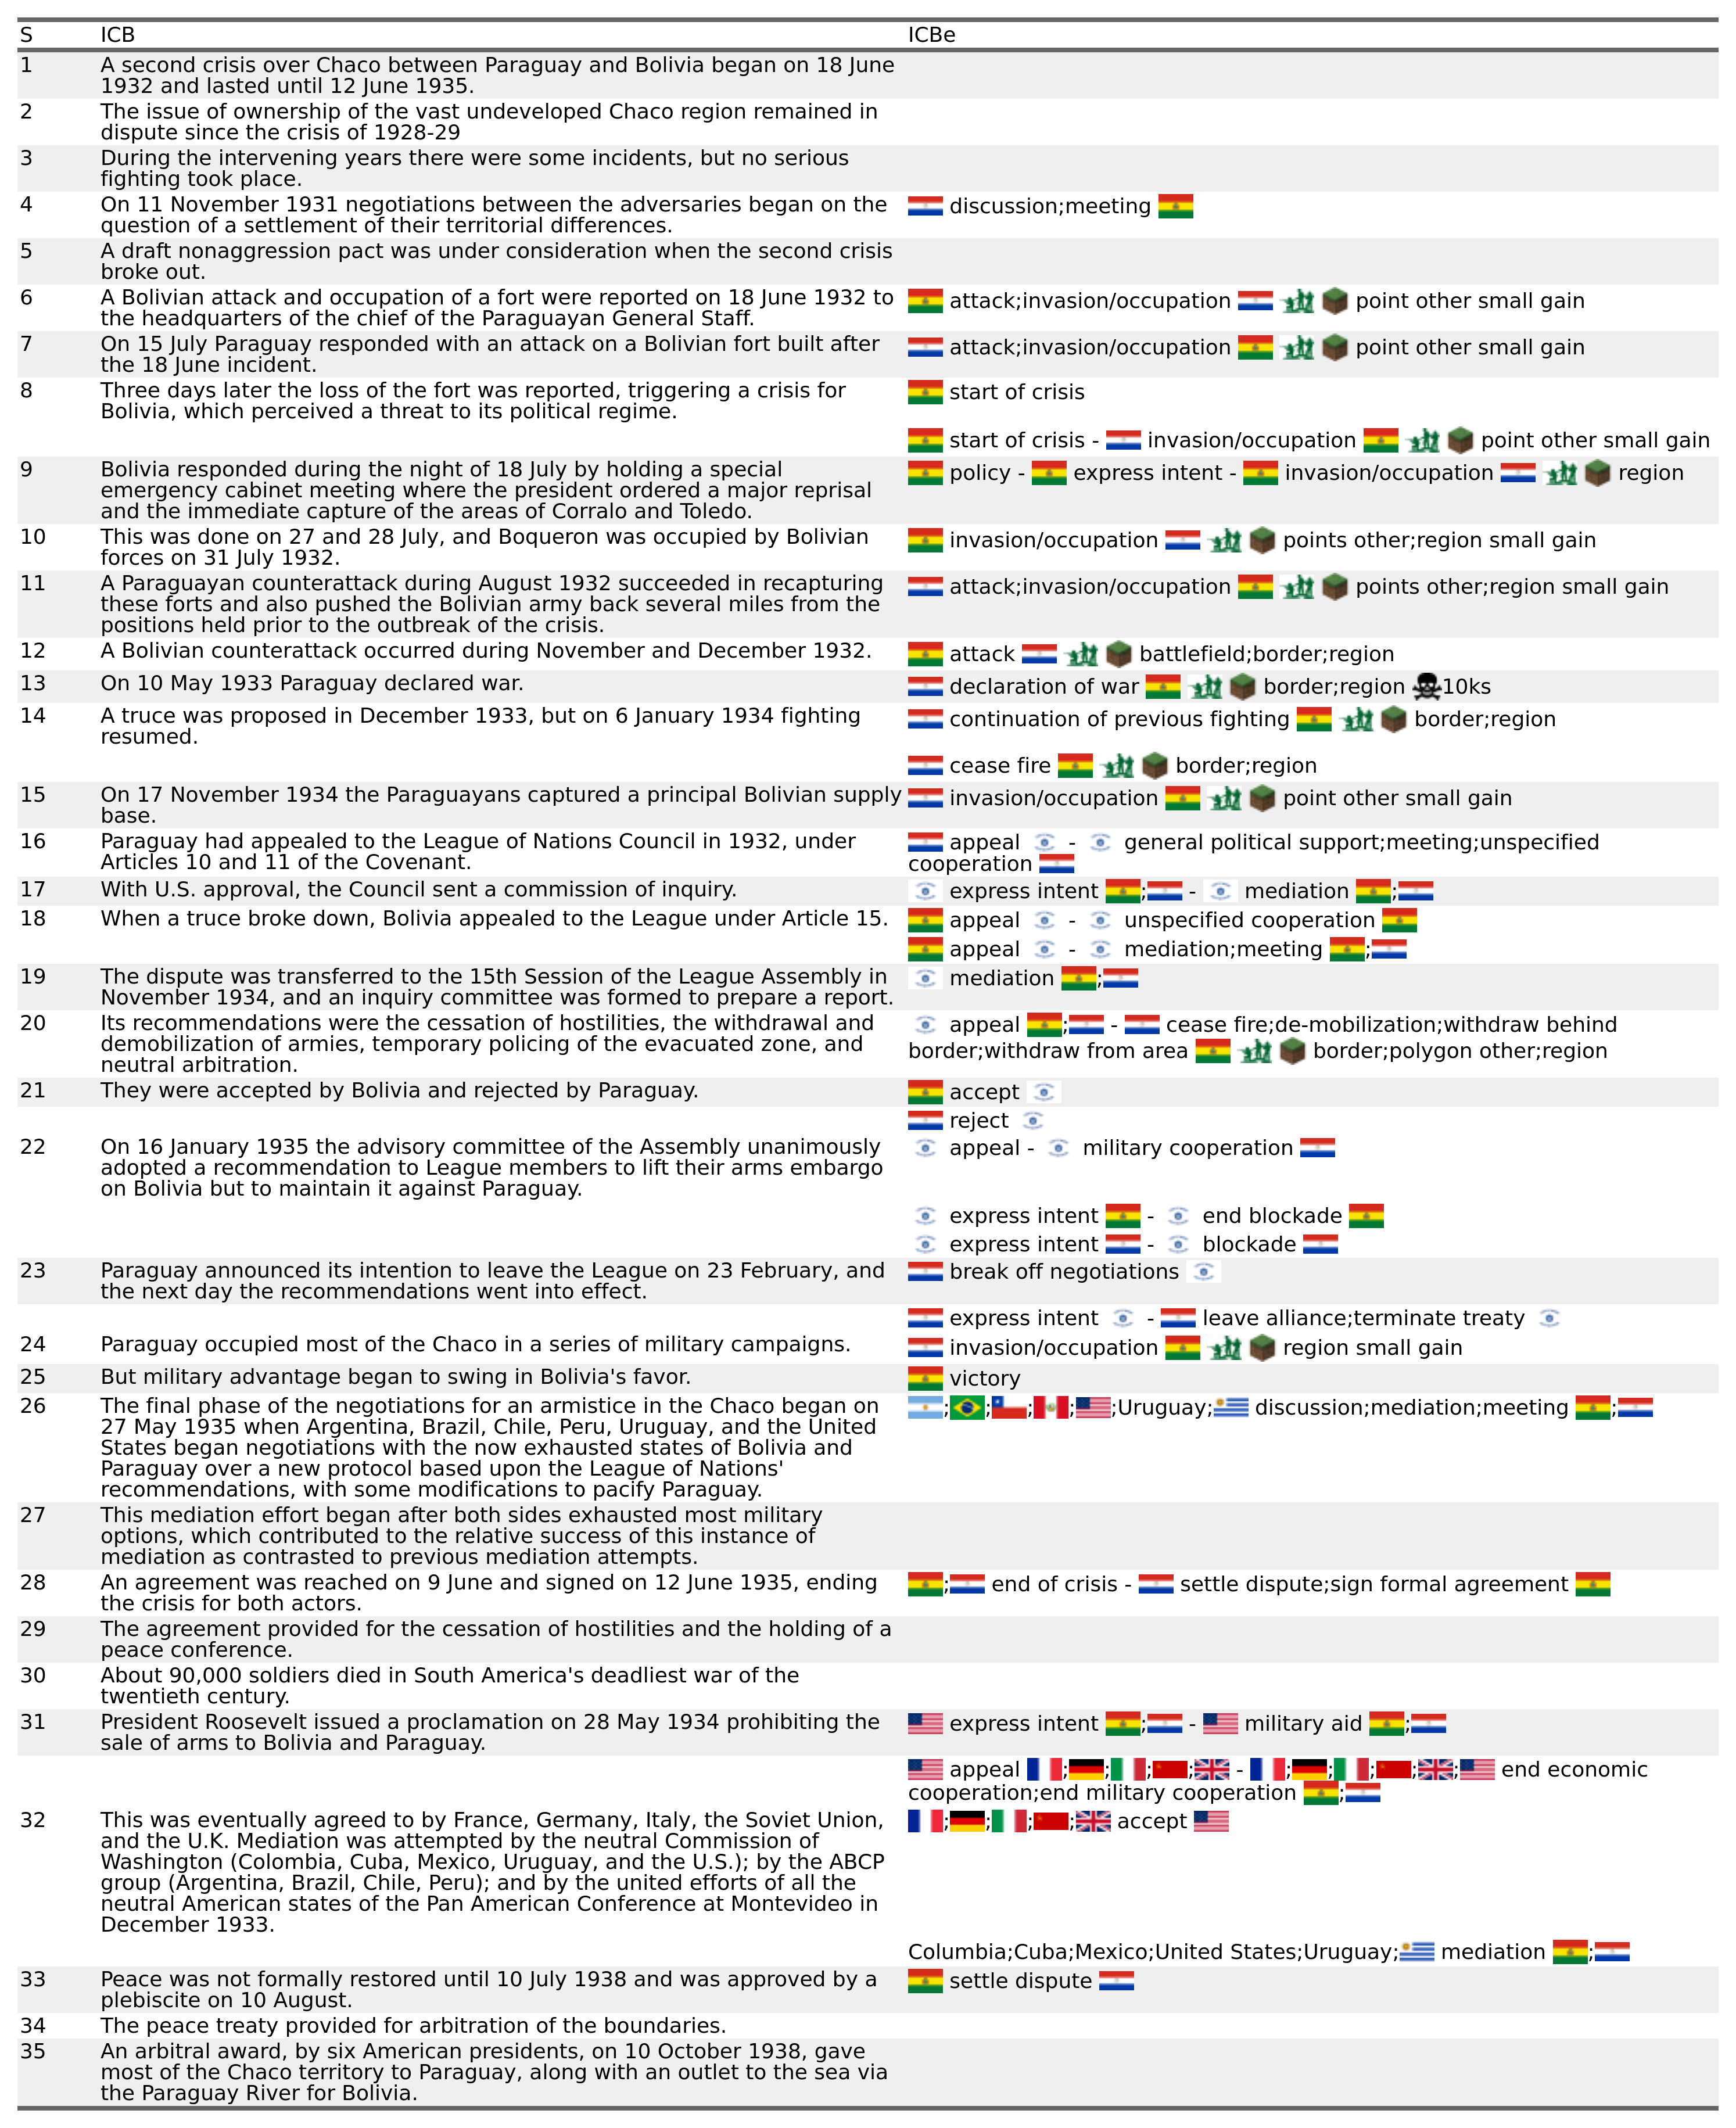 S ICB ICBe
1 A second crisis over Chaco between Paraguay and Bolivia began on 18 June
1932 and lasted until 12 June 1935.
2 The issue of ownership of the vast undeveloped Chaco region remained in
dispute since the crisis of 1928-29
3 During the intervening years there were some incidents, but no serious
fighting took place.
4 On 11 November 1931 negotiations between the adversaries began on the discussion;meeting
question of a settlement of their territorial differences.
5 A draft nonaggression pact was under consideration when the second crisis
broke out.
6 A Bolivian attack and occupation of a fort were reported on 18 June 1932 to attack;invasion/occupation point other small gain
the headquarters of the chief of the Paraguayan General Staff.
7 On 15 July Paraguay responded with an attack on a Bolivian fort built after attack;invasion/occupation point other small gain
the 18 June incident.
8 Three days later the loss of the fort was reported, triggering a crisis for start of crisis
Bolivia, which perceived a threat to its political regime.
start of crisis - invasion/occupation point other small gain
9 Bolivia responded during the night of 18 July by holding a special policy - express intent - invasion/occupation region
emergency cabinet meeting where the president ordered a major reprisal
and the immediate capture of the areas of Corralo and Toledo.
10 This was done on 27 and 28 July, and Boqueron was occupied by Bolivian invasion/occupation points other;region small gain
forces on 31 July 1932.
11 A Paraguayan counterattack during August 1932 succeeded in recapturing attack;invasion/occupation points other;region small gain
these forts and also pushed the Bolivian army back several miles from the
positions held prior to the outbreak of the crisis.
12 A Bolivian counterattack occurred during November and December 1932. attack battlefield;border;region
13 On 10 May 1933 Paraguay declared war. declaration of war border;region 10ks
14 A truce was proposed in December 1933, but on 6 January 1934 fighting continuation of previous fighting border;region
resumed.
cease fire border;region
15 On 17 November 1934 the Paraguayans captured a principal Bolivian supply invasion/occupation point other small gain
base.
16 Paraguay had appealed to the League of Nations Council in 1932, under appeal - general political support;meeting;unspecified
Articles 10 and 11 of the Covenant. cooperation
17 With U.S. approval, the Council sent a commission of inquiry. express intent ; - mediation ;
18 When a truce broke down, Bolivia appealed to the League under Article 15. appeal - unspecified cooperation
appeal - mediation;meeting ;
19 The dispute was transferred to the 15th Session of the League Assembly in mediation ;
November 1934, and an inquiry committee was formed to prepare a report.
20 Its recommendations were the cessation of hostilities, the withdrawal and appeal ; - cease fire;de-mobilization;withdraw behind
demobilization of armies, temporary policing of the evacuated zone, and border;withdraw from area border;polygon other;region
neutral arbitration.
21 They were accepted by Bolivia and rejected by Paraguay. accept
reject
22 On 16 January 1935 the advisory committee of the Assembly unanimously appeal - military cooperation
adopted a recommendation to League members to lift their arms embargo
on Bolivia but to maintain it against Paraguay.
express intent - end blockade
express intent - blockade
23 Paraguay announced its intention to leave the League on 23 February, and break off negotiations
the next day the recommendations went into effect.
express intent - leave alliance;terminate treaty
24 Paraguay occupied most of the Chaco in a series of military campaigns. invasion/occupation region small gain
25 But military advantage began to swing in Bolivia's favor. victory
26 The final phase of the negotiations for an armistice in the Chaco began on ;;;;;Uruguay; discussion;mediation;meeting ;
27 May 1935 when Argentina, Brazil, Chile, Peru, Uruguay, and the United
States began negotiations with the now exhausted states of Bolivia and
Paraguay over a new protocol based upon the League of Nations'
recommendations, with some modifications to pacify Paraguay.
27 This mediation effort began after both sides exhausted most military
options, which contributed to the relative success of this instance of
mediation as contrasted to previous mediation attempts.
28 An agreement was reached on 9 June and signed on 12 June 1935, ending ; end of crisis - settle dispute;sign formal agreement
the crisis for both actors.
29 The agreement provided for the cessation of hostilities and the holding of a
peace conference.
30 About 90,000 soldiers died in South America's deadliest war of the
twentieth century.
31 President Roosevelt issued a proclamation on 28 May 1934 prohibiting the express intent ; - military aid ;
sale of arms to Bolivia and Paraguay.
appeal ;;;; - ;;;;; end economic
cooperation;end military cooperation ;
32 This was eventually agreed to by France, Germany, Italy, the Soviet Union, ;;;; accept
and the U.K. Mediation was attempted by the neutral Commission of
Washington (Colombia, Cuba, Mexico, Uruguay, and the U.S.); by the ABCP
group (Argentina, Brazil, Chile, Peru); and by the united efforts of all the
neutral American states of the Pan American Conference at Montevideo in
December 1933.
Columbia;Cuba;Mexico;United States;Uruguay; mediation ;
33 Peace was not formally restored until 10 July 1938 and was approved by a settle dispute
plebiscite on 10 August.
34 The peace treaty provided for arbitration of the boundaries.
35 An arbitral award, by six American presidents, on 10 October 1938, gave
most of the Chaco territory to Paraguay, along with an outlet to the sea via
the Paraguay River for Bolivia.